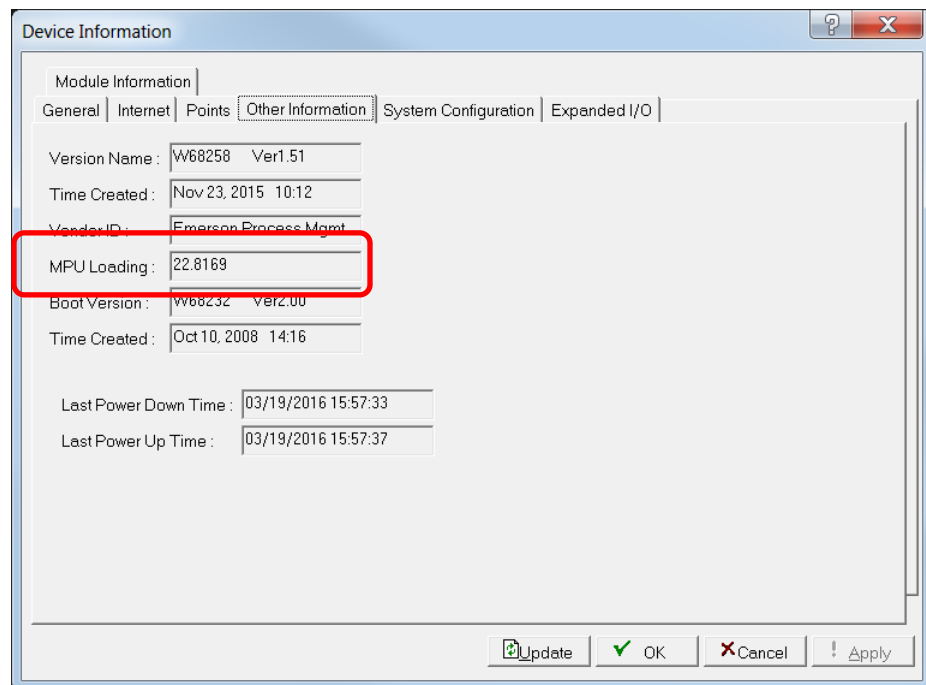 Device Information
Module Information
General Internet Points Other Information System Configuration Expanded I/O
Version Name : W68258 Ver1.51
Time Created : Nov 23, 2015 10:12
Vendor ID : Emerson Process Mgmt
MPU Loading : 22.8169
Boot Version : W68232 Ver2.00
Time Created : Oct 10, 2008 14:16
Last Power Down Time : 03/19/2016 15:57:33
Last Power Up Time : 03/19/2016 15:57:37
Update OK Cancel ! Apply